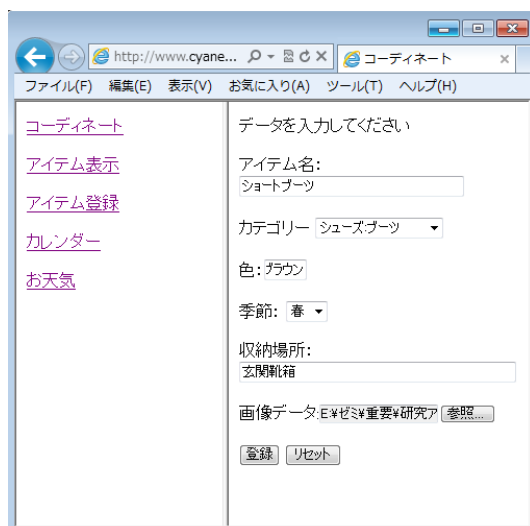 http://www.cyane... コーディネート
ファイル(F) 編集(E) 表示(V) お気に入り(A) ツール(T) ヘルプ(H)
コーディネート
アイテム表示
アイテム登録
カレンダー
お天気
データを入力してください
アイテム名:
ショートブーツ
カテゴリー シューズ:ブーツ
色: ブラウン
季節: 春
収納場所:
玄関靴箱
画像データ: E:¥ゼミ¥重要¥研究ア 参照...
登録 リセット